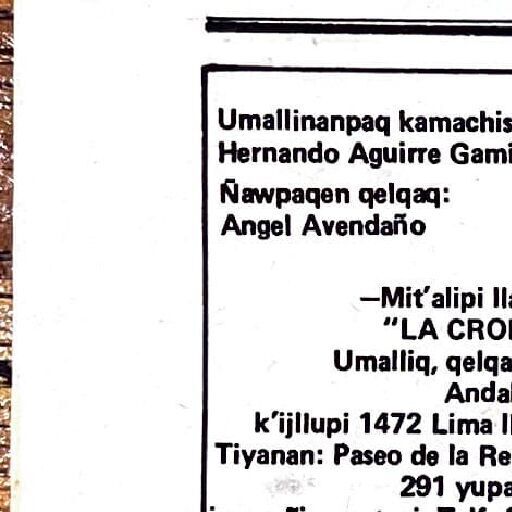 Umallinanpaq kamachis
Hernando Aguirre Gami
Ñawpaqen qelqaq:
Angel Avendaño
—Mit'alipi lla
"LA CRO
Umalliq, qelqa
Anda
k'ijllupi 1472 Lima
Tiyanan: Paseo de la Re
291 yupa